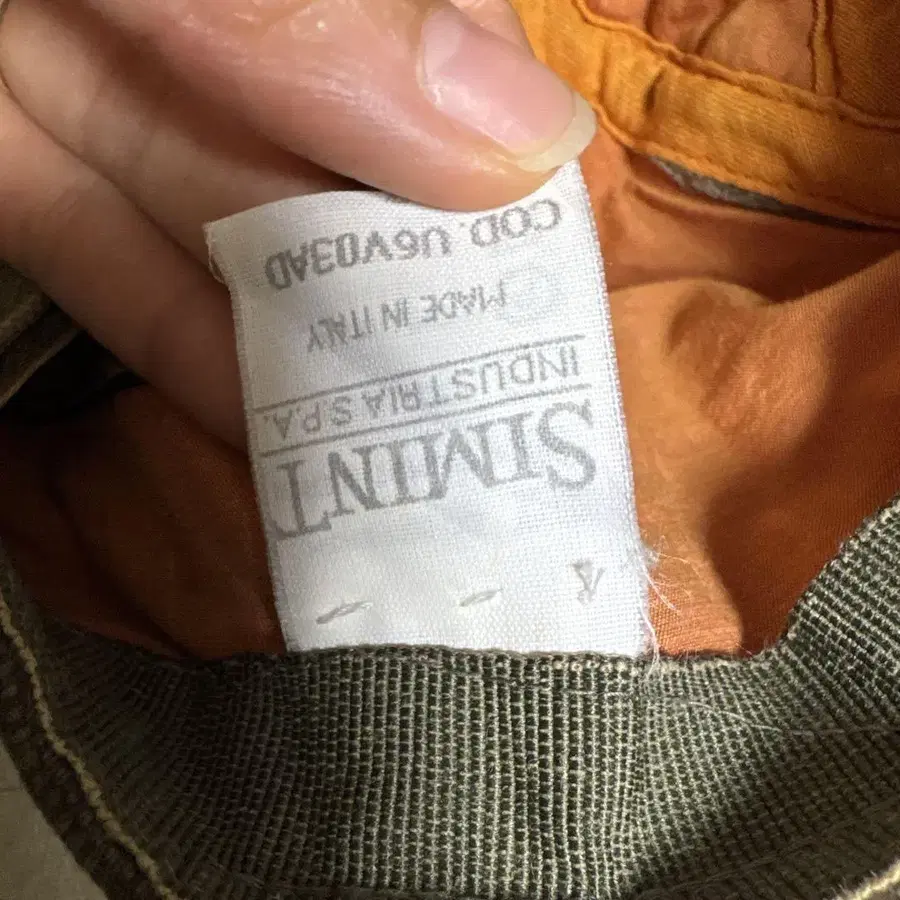 SIMINT
INDUSTRIA S.P.A.
MADE IN ITALY
COD. U6V03AD